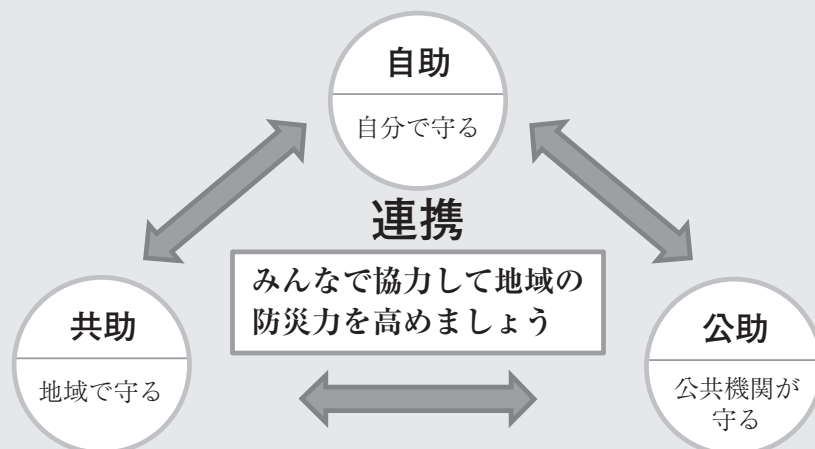 自助
自分で守る
連携
みんなで協力して地域の
防災力を高めましょう
共助
地域で守る
公助
公共機関が
守る